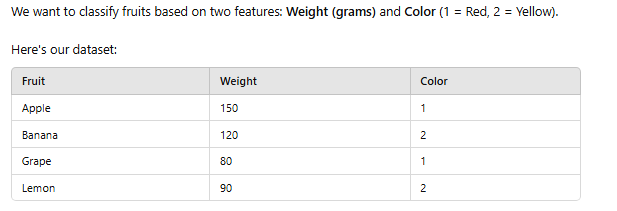 We want to classify fruits based on two features: Weight (grams) and Color (1 = Red, 2 = Yellow).
Here's our dataset:
Fruit Weight Color
Apple 150 1
Banana 120 2
Grape 80 1
Lemon 90 2